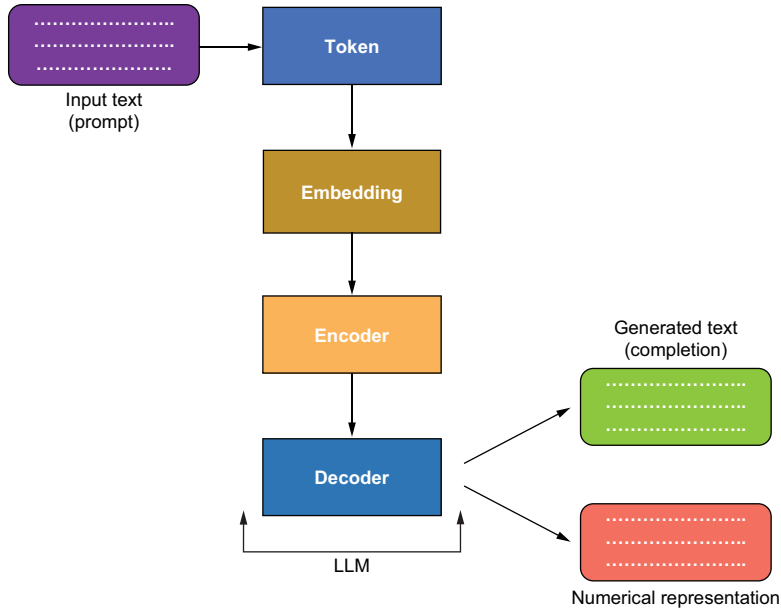 Token
Input text
(prompt)
Embedding
Encoder
Generated text
(completion)
Decoder
LLM
Numerical representation